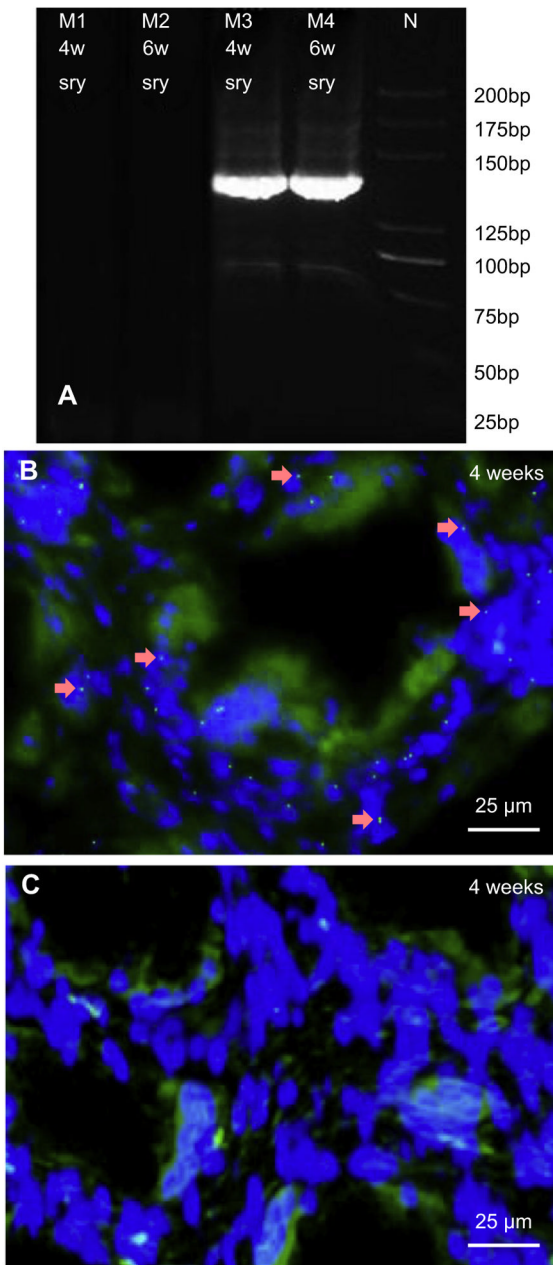 M1 M2 M3 M4 N
4w 6w 4w 6w
sry sry sry sry
200bp
175bp
150bp
125bp
100bp
75bp
50bp
25bp
A
B
4 weeks
25 µm
C
4 weeks
25 µm